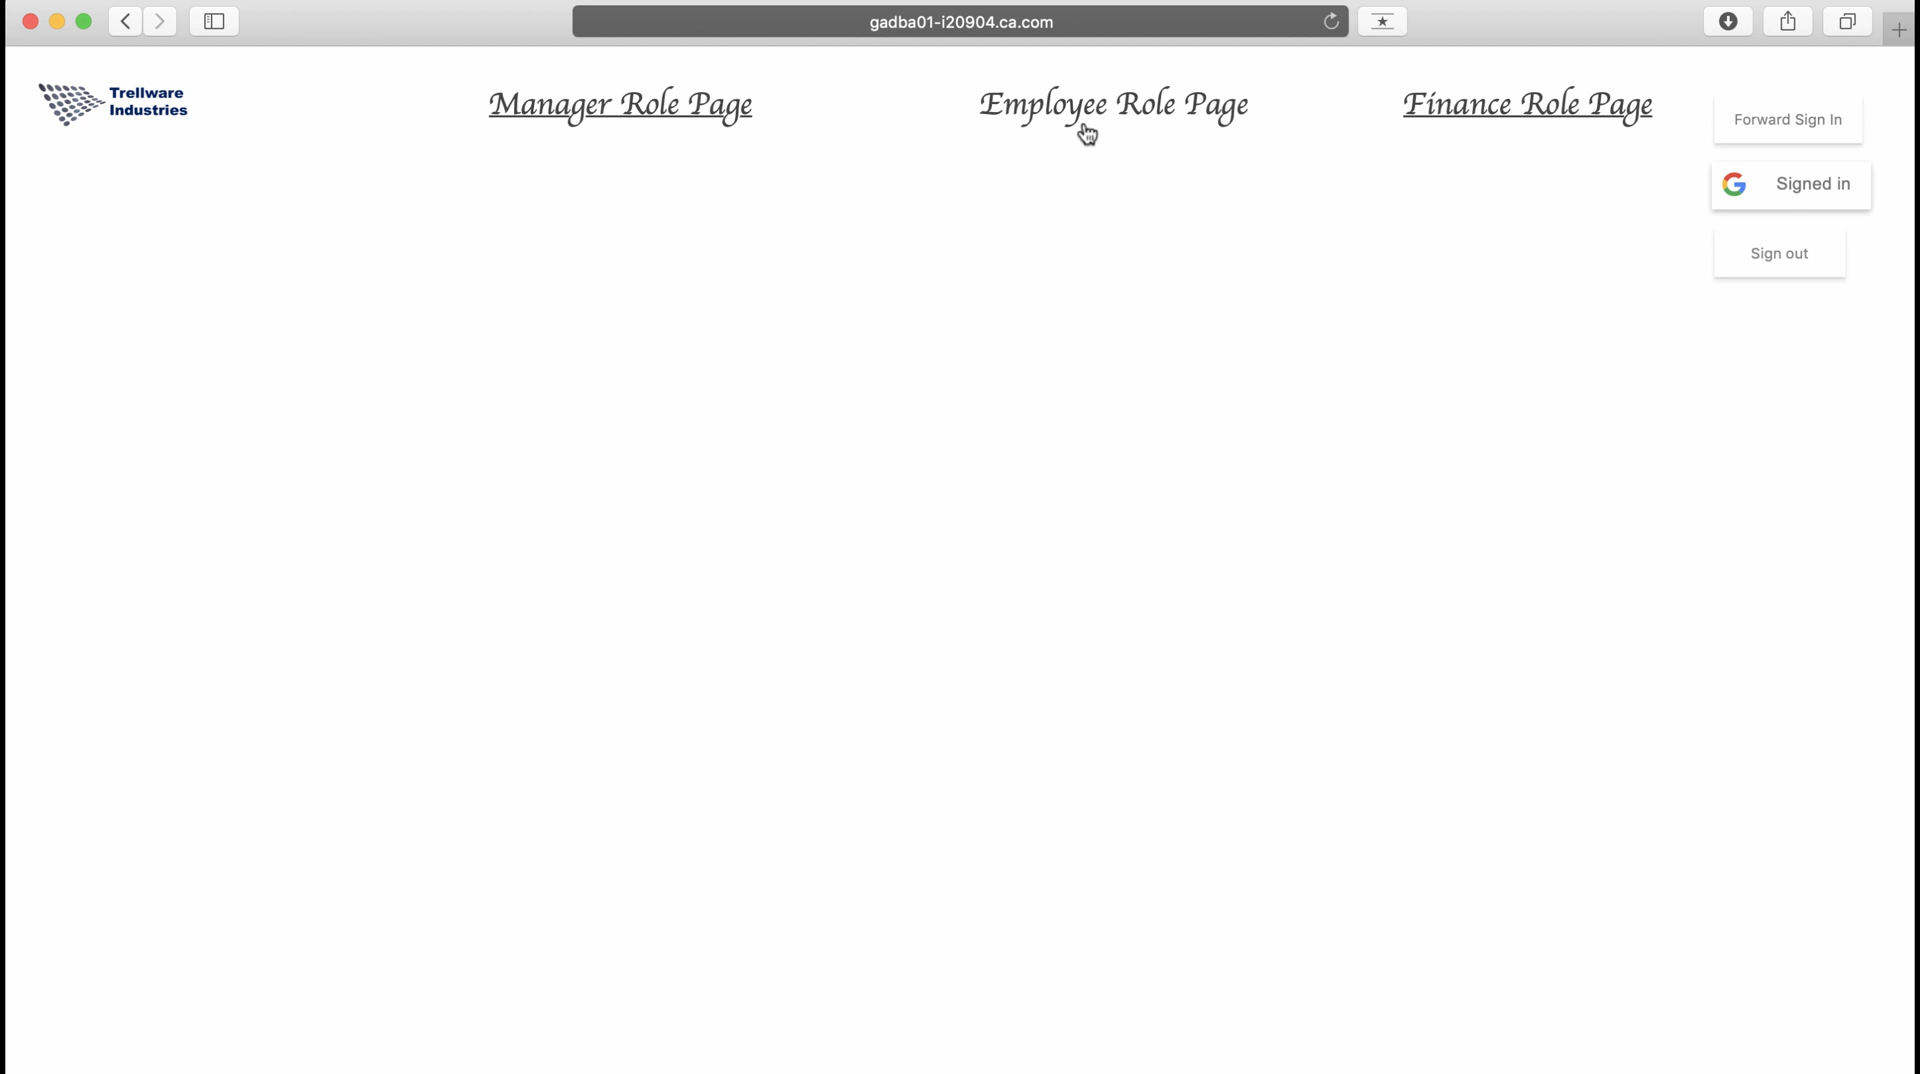 gadba01-i20904.ca.com
Trellware
Industries
Manager Role Page
Employee Role Page
Finance Role Page
Forward Sign In
Signed in
Sign out